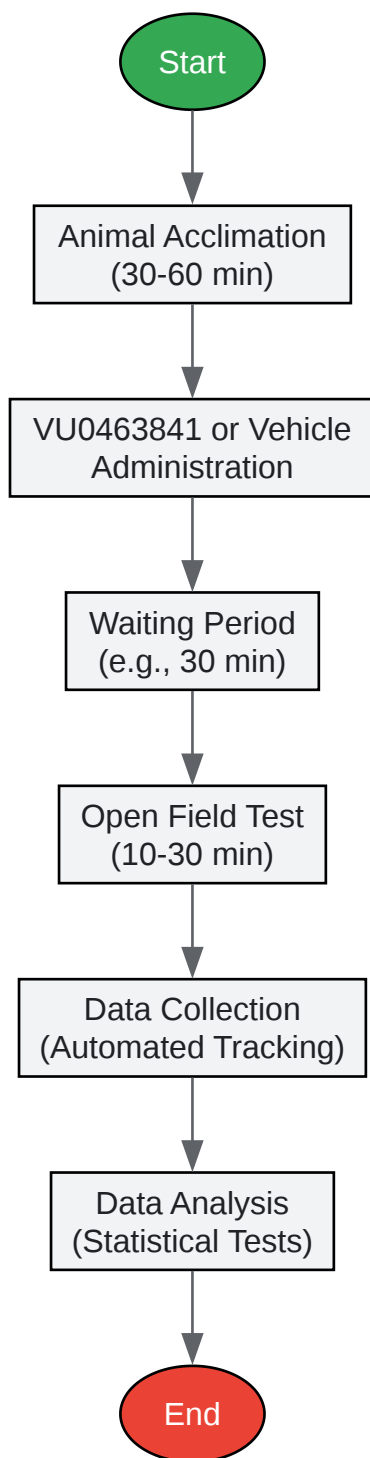 Start
Animal Acclimation
(30-60 min)
VU0463841 or Vehicle
Administration
Waiting Period
(e.g., 30 min)
Open Field Test
(10-30 min)
Data Collection
(Automated Tracking)
Data Analysis
(Statistical Tests)
End